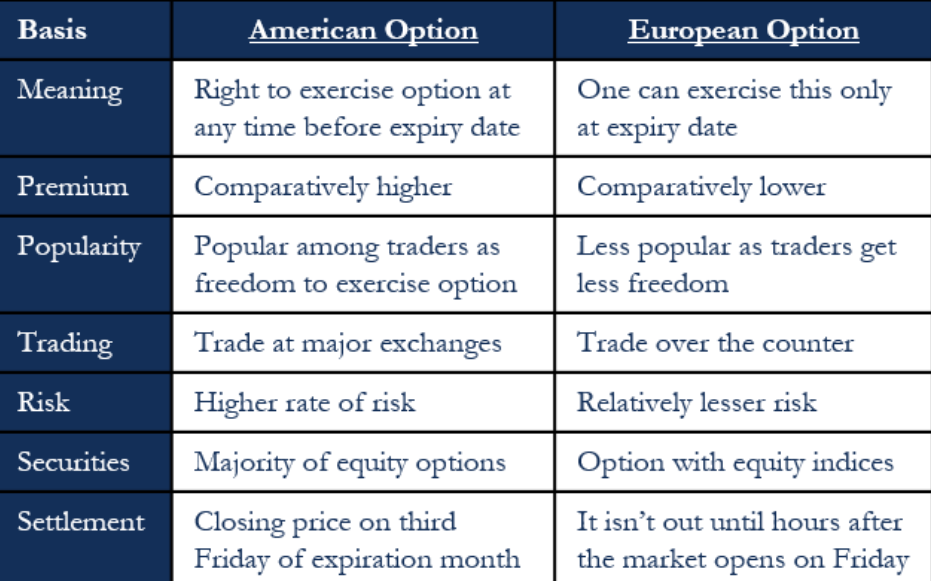 Basis American Option European Option
Meaning Right to exercise option at One can exercise this only
any time before expiry date at expiry date
Premium Comparatively higher Comparatively lower
Popularity Popular among traders as Less popular as traders get
freedom to exercise option less freedom
Trading Trade at major exchanges Trade over the counter
Risk Higher rate of risk Relatively lesser risk
Securities Majority of equity options Option with equity indices
Settlement Closing price on third It isn't out until hours after
Friday of expiration month the market opens on Friday